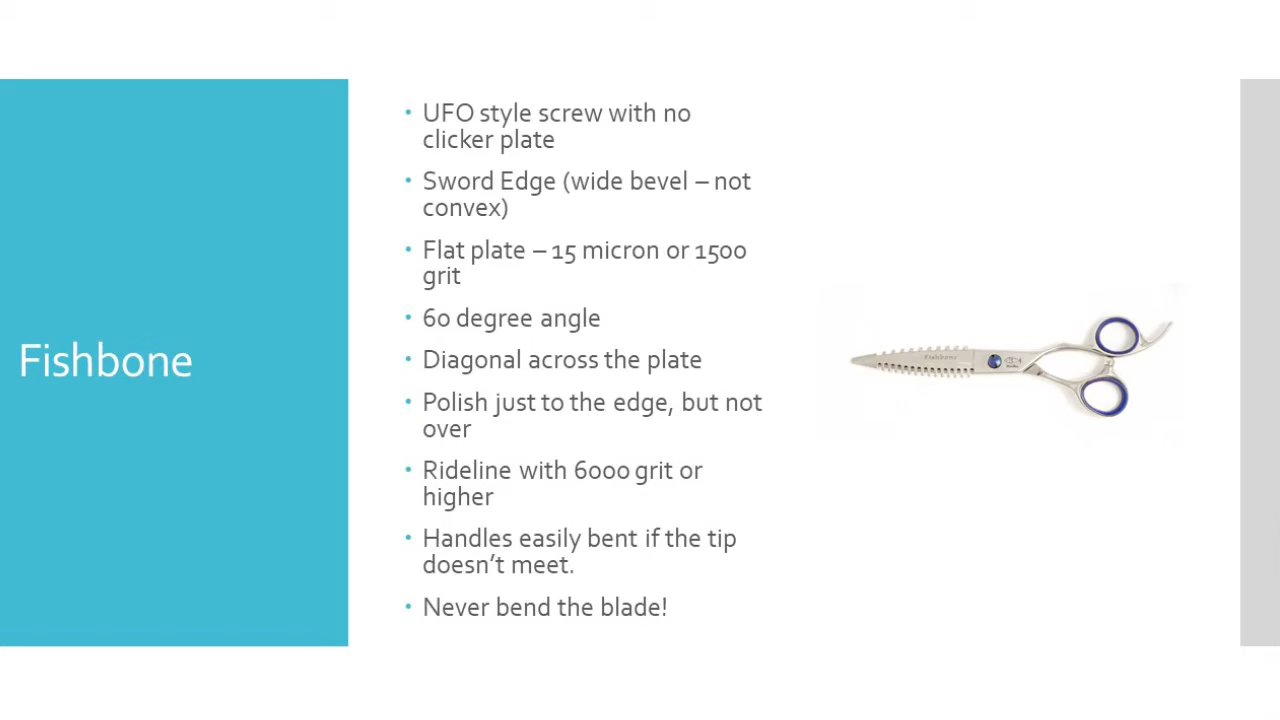 Fishbone
• UFO style screw with no
clicker plate
• Sword Edge (wide bevel – not
convex)
• Flat plate – 15 micron or 1500
grit
• 60 degree angle
• Diagonal across the plate
• Polish just to the edge, but not
over
• Rideline with 6000 grit or
higher
• Handles easily bent if the tip
doesn’t meet.
• Never bend the blade!
Fishbone